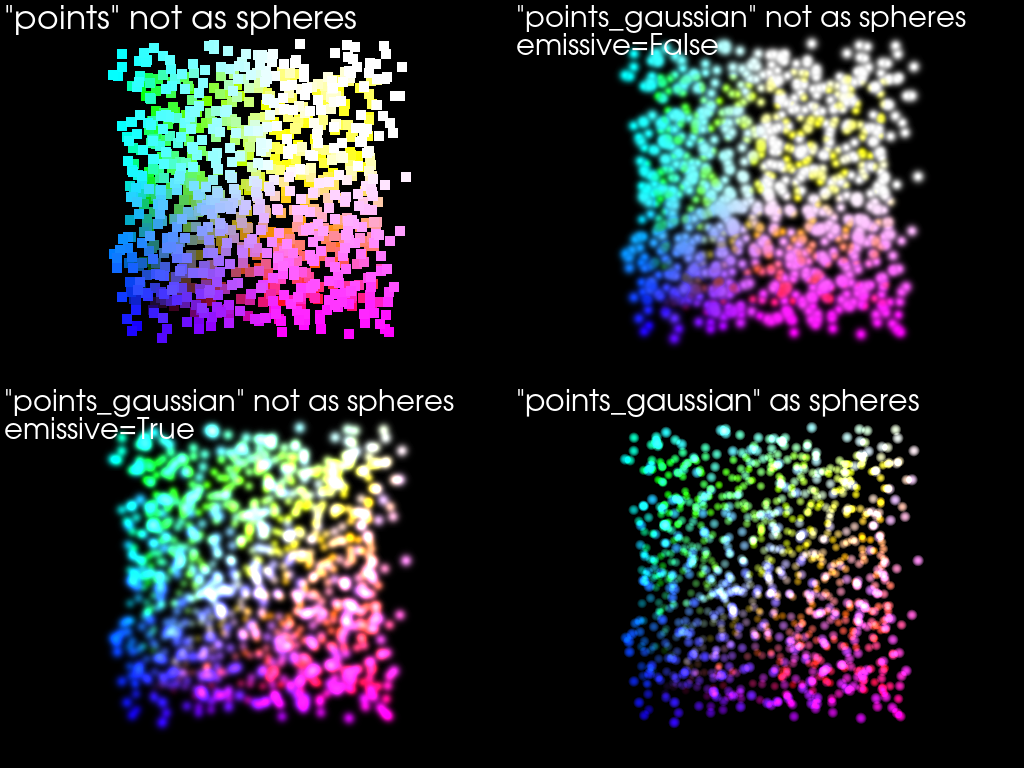 "points" not as spheres
"points_gaussian" not as spheres
emissive=False
"points_gaussian" not as spheres
emissive=True
"points_gaussian" as spheres